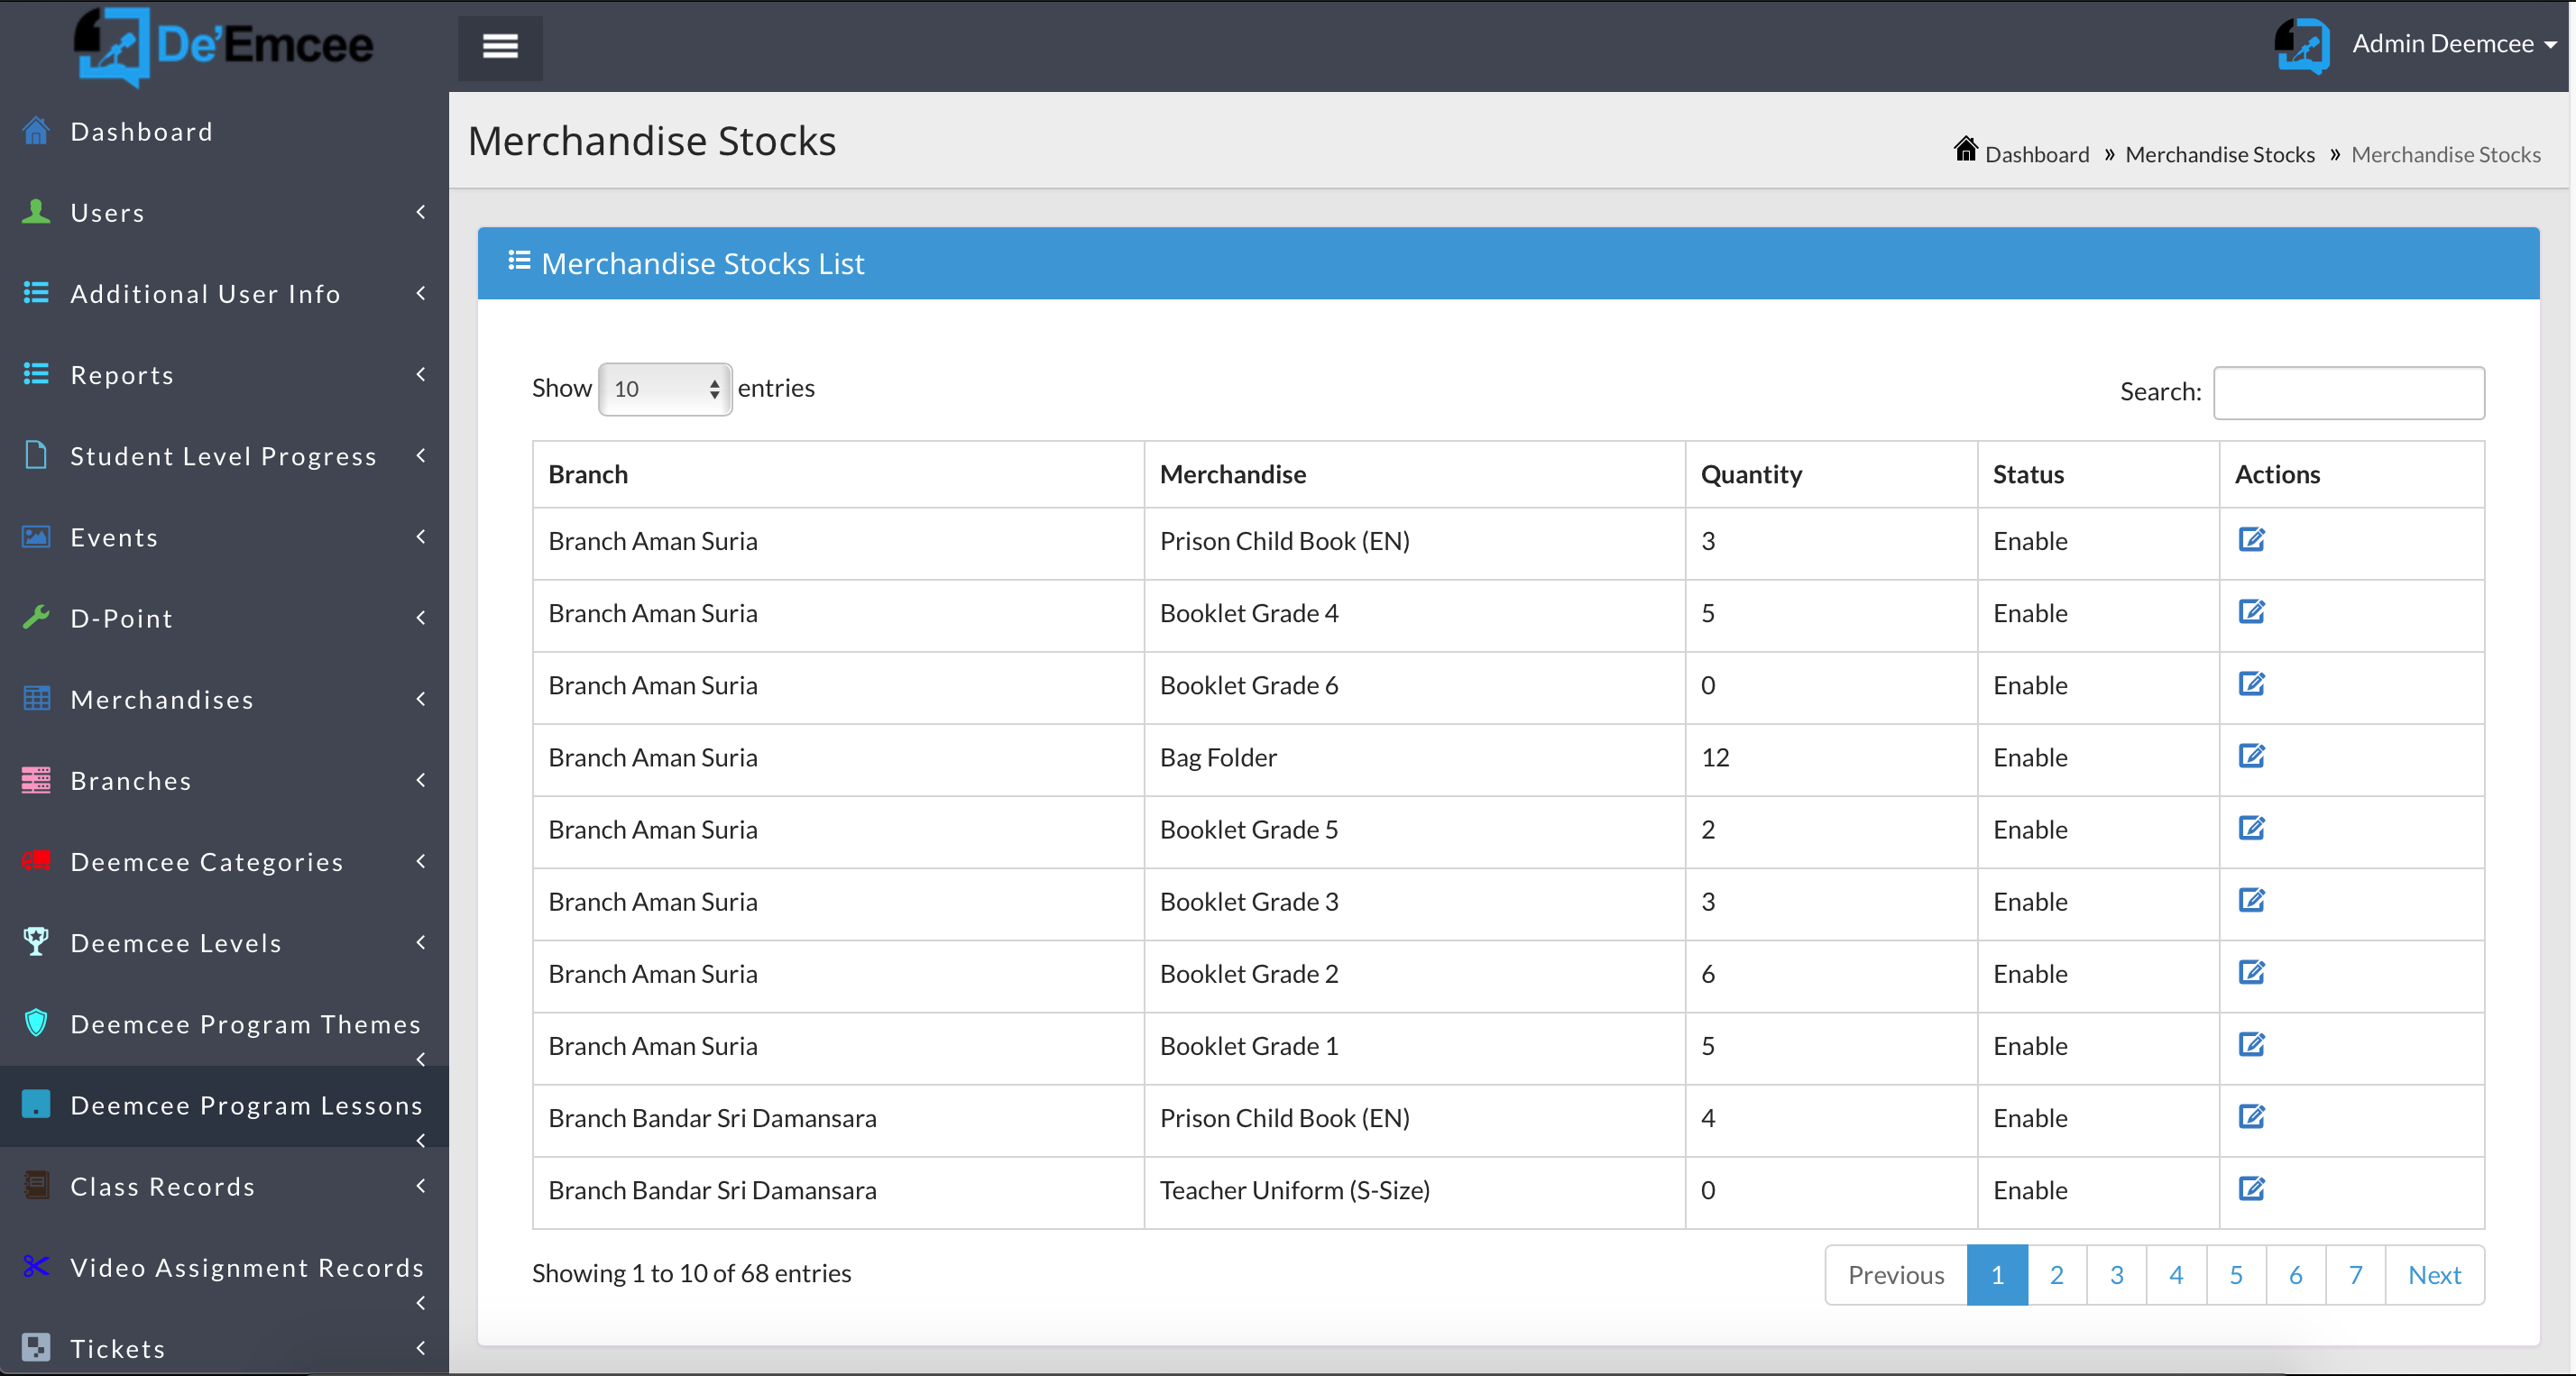 De'Emcee
Admin Deemcee
Dashboard
Users
Additional User Info
Reports
Student Level Progress
Events
D-Point
Merchandises
Branches
Deemcee Categories
Deemcee Levels
Deemcee Program Themes
Deemcee Program Lessons
Class Records
Video Assignment Records
Tickets
Merchandise Stocks
Dashboard » Merchandise Stocks » Merchandise Stocks
Merchandise Stocks List
Show 10 entries
Search:
Branch Merchandise Quantity Status Actions
Branch Aman Suria Prison Child Book (EN) 3 Enable
Branch Aman Suria Booklet Grade 4 5 Enable
Branch Aman Suria Booklet Grade 6 0 Enable
Branch Aman Suria Bag Folder 12 Enable
Branch Aman Suria Booklet Grade 5 2 Enable
Branch Aman Suria Booklet Grade 3 3 Enable
Branch Aman Suria Booklet Grade 2 6 Enable
Branch Aman Suria Booklet Grade 1 5 Enable
Branch Bandar Sri Damansara Prison Child Book (EN) 4 Enable
Branch Bandar Sri Damansara Teacher Uniform (S-Size) 0 Enable
Showing 1 to 10 of 68 entries
Previous 1 2 3 4 5 6 7 Next